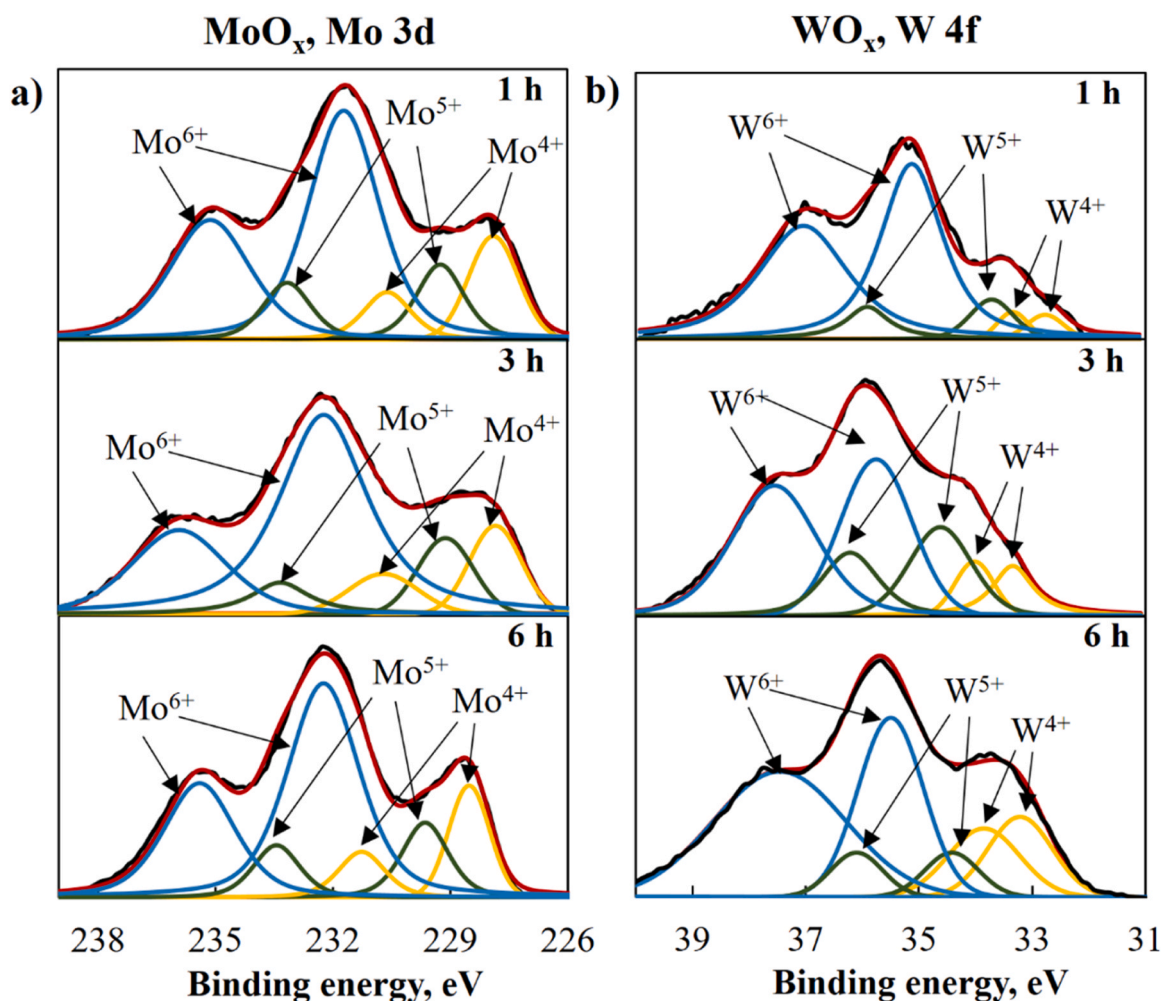 MoOₓ, Mo 3d
WOₓ, W 4f
a)
1 h
Mo⁶⁺
Mo⁵⁺
Mo⁴⁺
3 h
Mo⁶⁺
Mo⁵⁺
Mo⁴⁺
6 h
Mo⁶⁺
Mo⁵⁺
Mo⁴⁺
238 235 232 229 226
Binding energy, eV
b)
1 h
W⁶⁺
W⁵⁺
W⁴⁺
3 h
W⁶⁺
W⁵⁺
W⁴⁺
6 h
W⁶⁺
W⁵⁺
W⁴⁺
39 37 35 33 31
Binding energy, eV